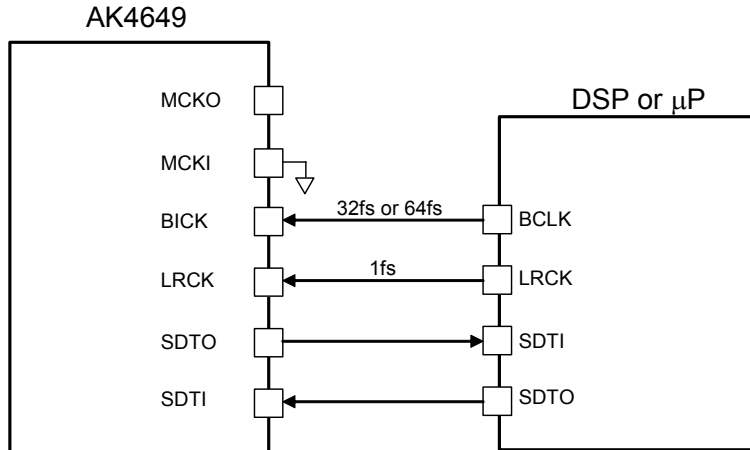 AK4649
DSP or μP
MCKO
MCKI
BICK
32fs or 64fs
BCLK
LRCK
1fs
LRCK
SDTO
SDTI
SDTI
SDTO